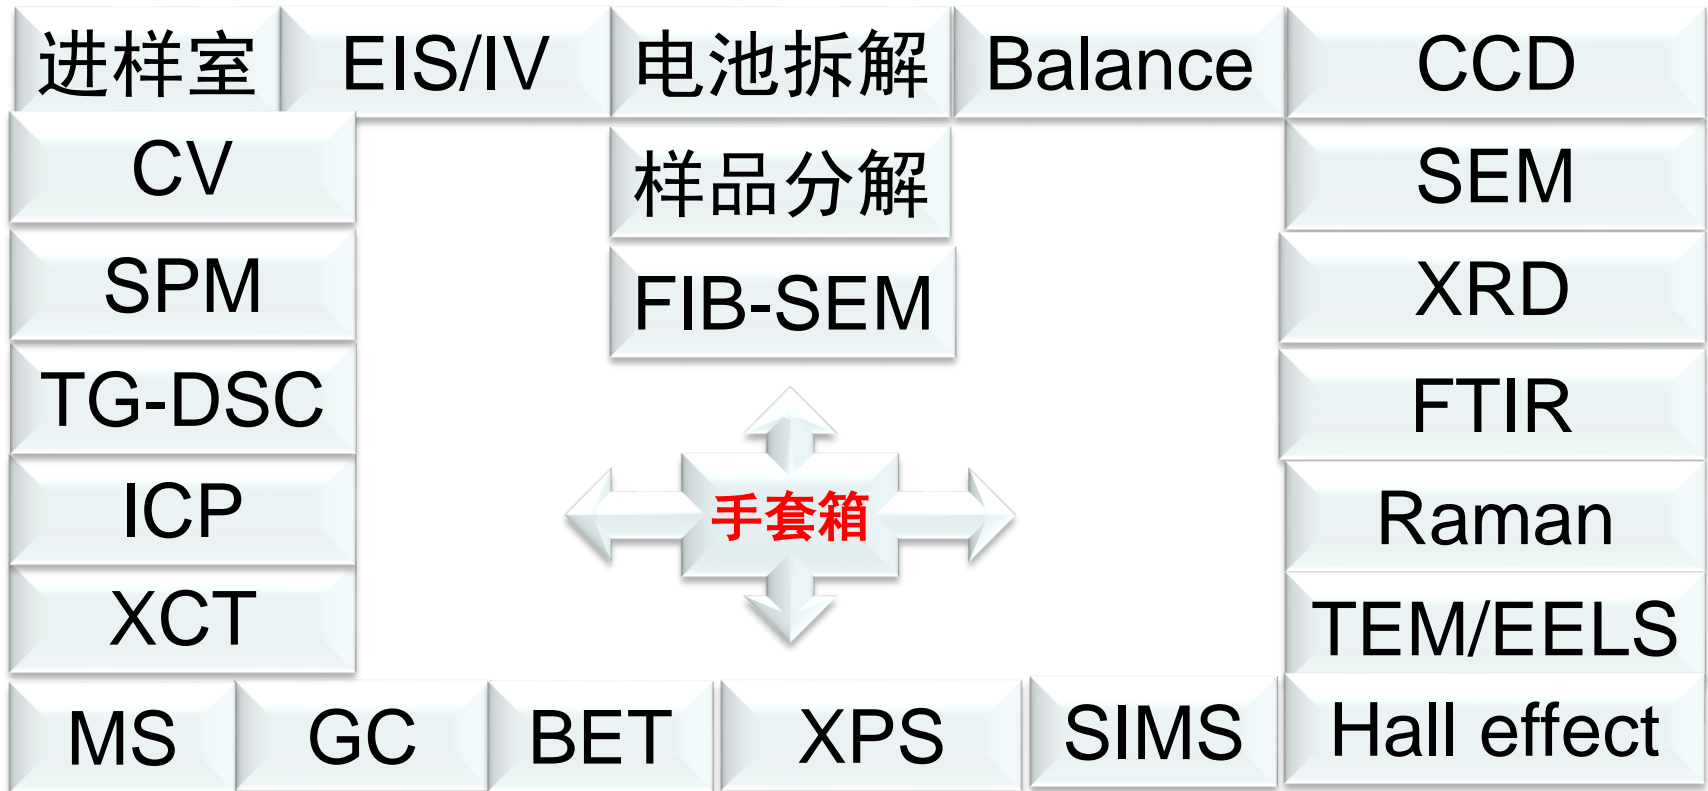 进样室
EIS/IV
电池拆解
Balance
CCD
CV
样品分解
SEM
SPM
FIB-SEM
XRD
TG-DSC
FTIR
ICP
手套箱
Raman
XCT
TEM/EELS
MS
GC
BET
XPS
SIMS
Hall effect